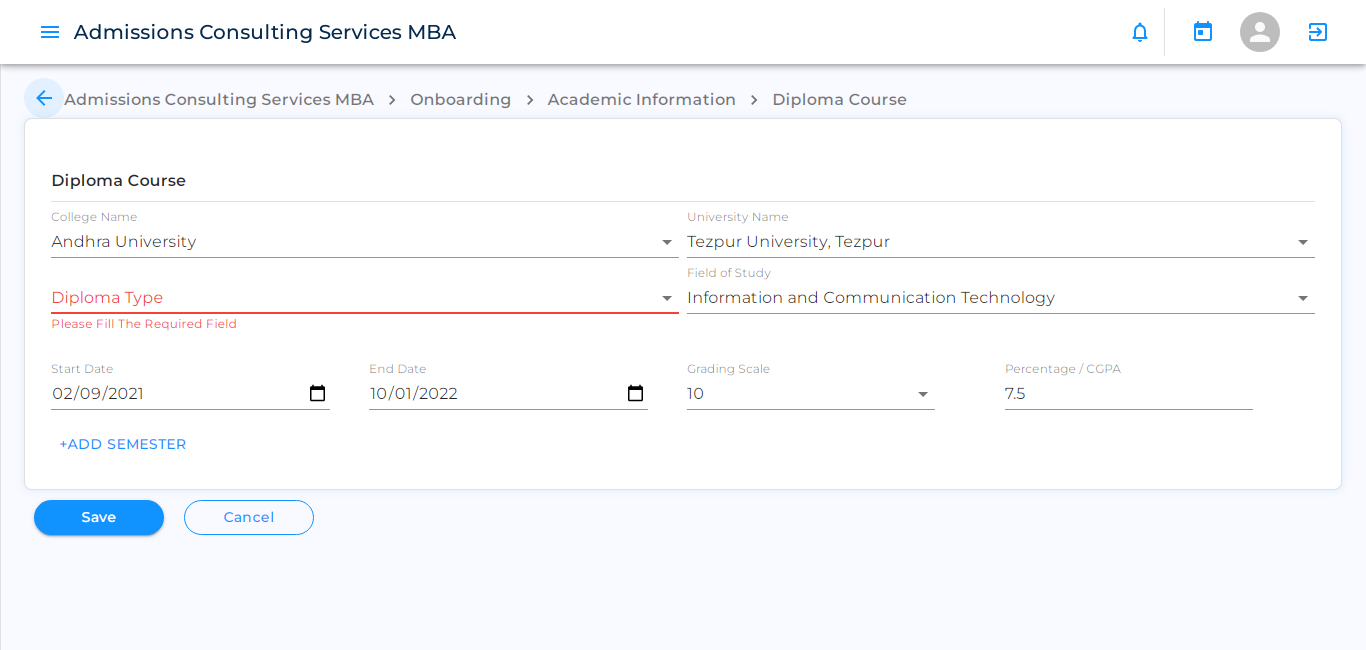 Admissions Consulting Services MBA
Admissions Consulting Services MBA > Onboarding > Academic Information > Diploma Course
Diploma Course
College Name University Name
Andhra University Tezpur University, Tezpur
Field of Study
Diploma Type Information and Communication Technology
Please Fill The Required Field
Start Date End Date Grading Scale Percentage / CGPA
02/09/2021 10/01/2022 10 7.5
+ADD SEMESTER
Save Cancel